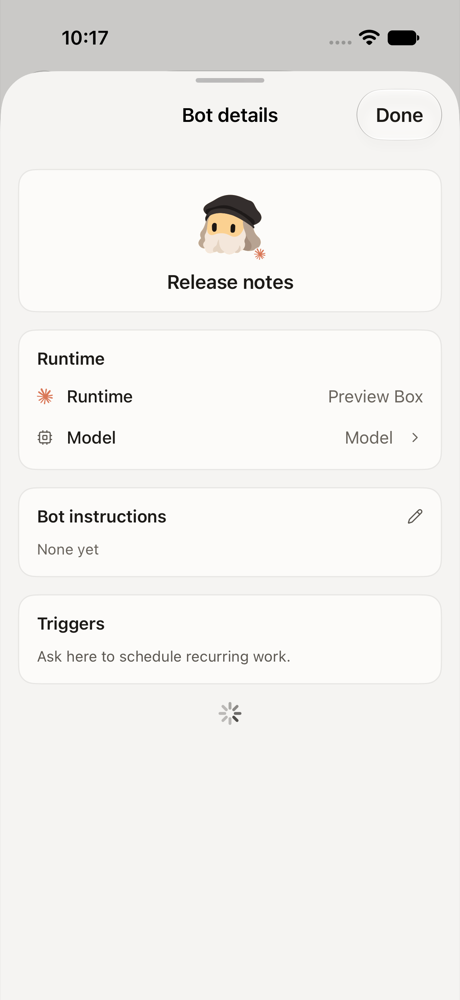 10:17
Bot details
Done
Release notes
Runtime
Runtime
Preview Box
Model
Model
Bot instructions
None yet
Triggers
Ask here to schedule recurring work.